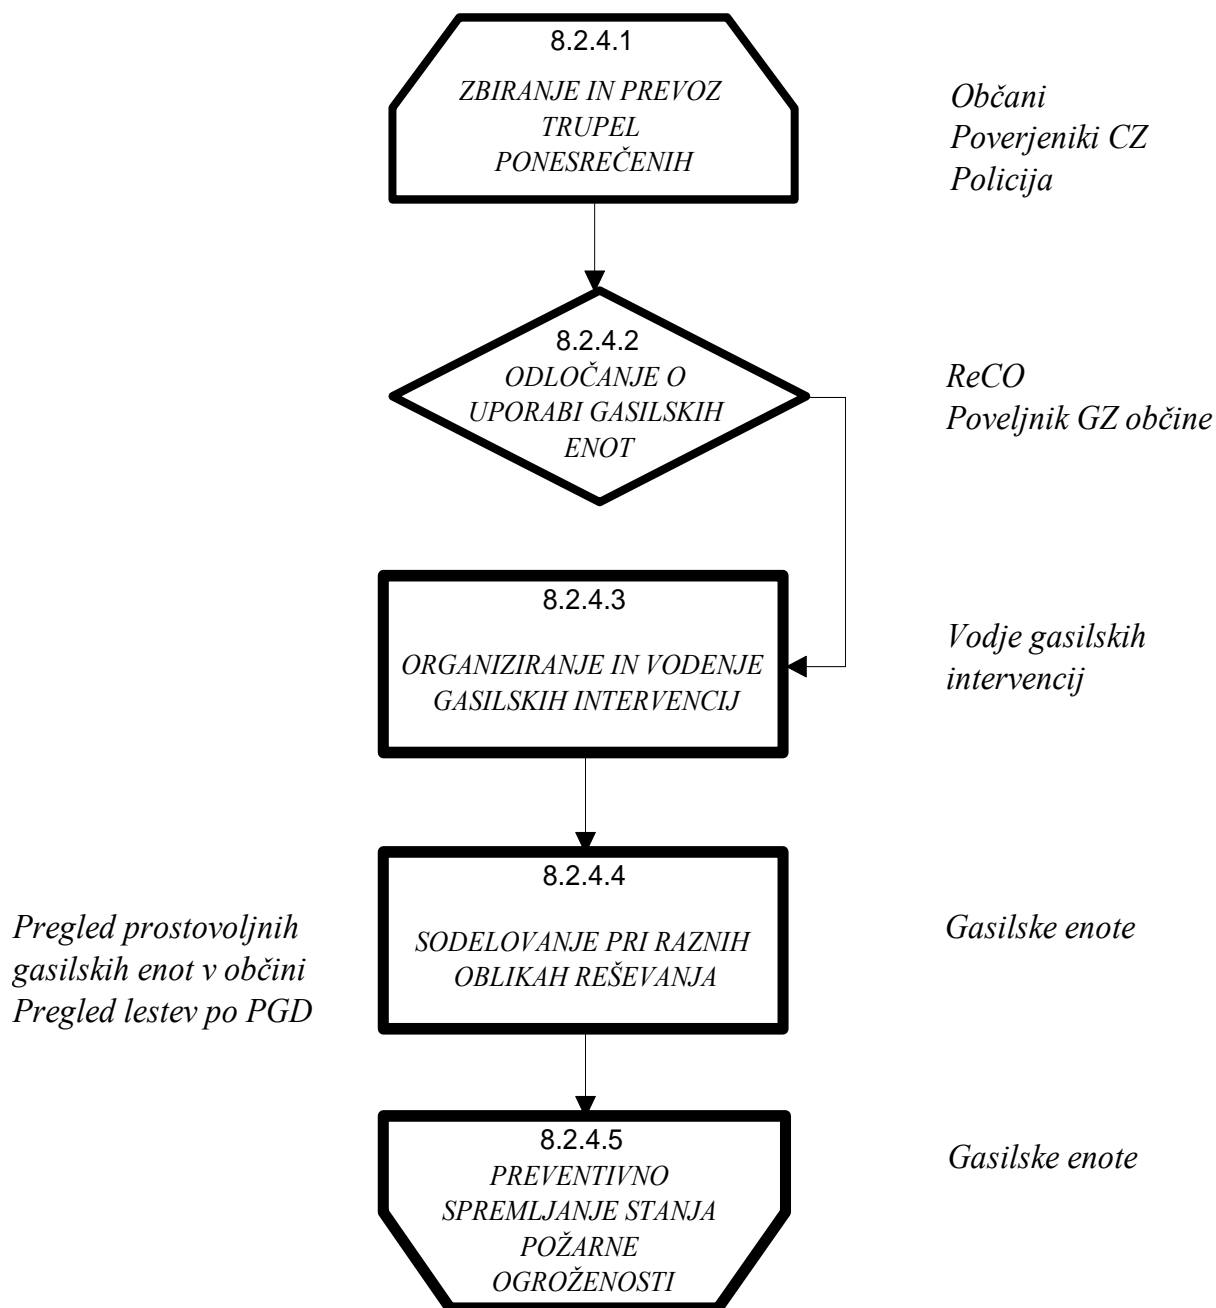 8.2.4.1
ZBIRANJE IN PREVOZ
TRUPEL
PONESREČENIH
Občani
Poverjeniki CZ
Policija
8.2.4.2
ODLOČANJE O
UPORABI GASILSKIH
ENOT
ReCO
Poveljnik GZ občine
8.2.4.3
ORGANIZIRANJE IN VODENJE
GASILSKIH INTERVENCIJ
Vodje gasilskih
intervencij
8.2.4.4
SODELOVANJE PRI RAZNIH
OBLIKAH REŠEVANJA
Pregled prostovoljnih
gasilskih enot v občini
Pregled lestev po PGD
Gasilske enote
8.2.4.5
PREVENTIVNO
SPREMLJANJE STANJA
POŽARNE
OGROŽENOSTI
Gasilske enote